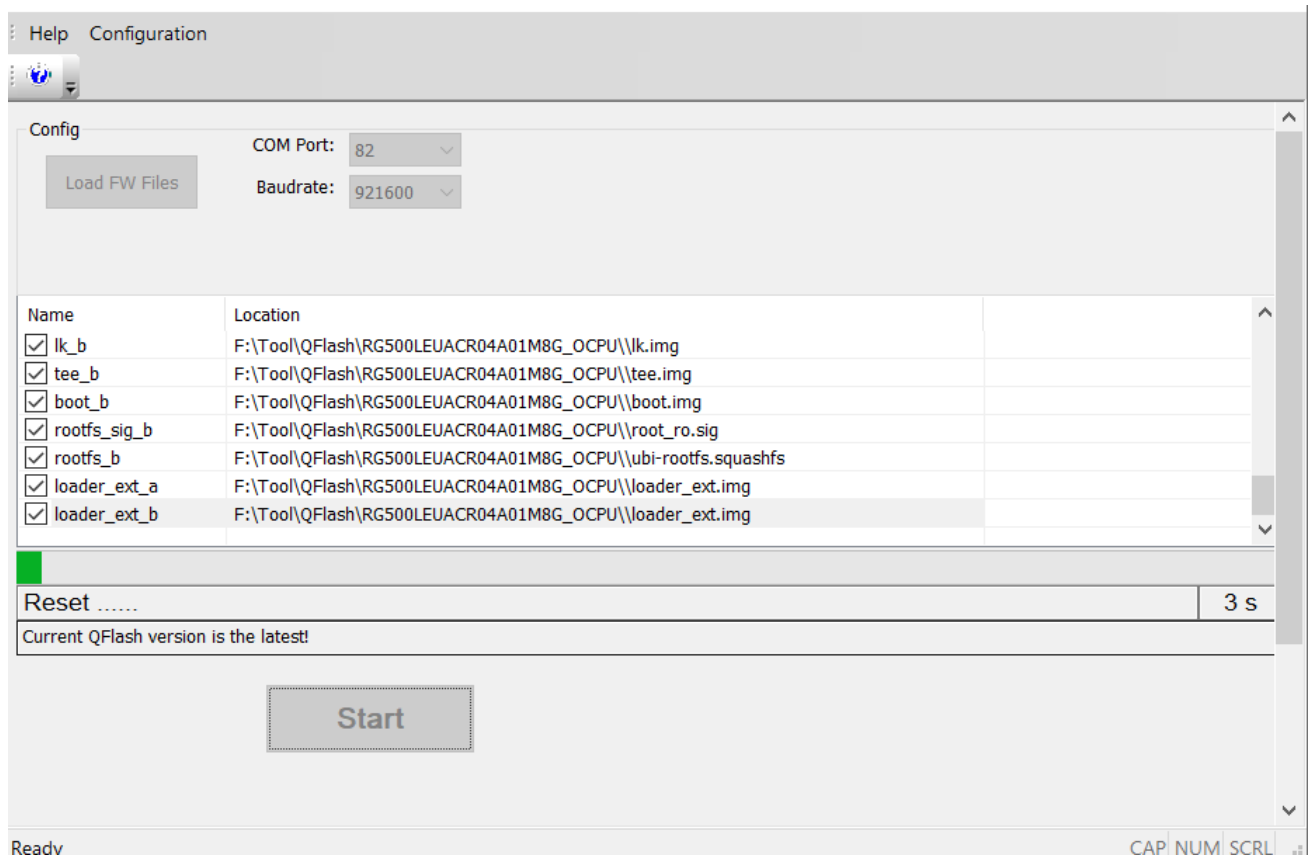 Help Configuration
Config
Load FW Files
COM Port: 82
Baudrate: 921600
Name Location
lk_b F:\Tool\QFlash\RG500LEUACR04A01M8G_OCPU\\lk.img
tee_b F:\Tool\QFlash\RG500LEUACR04A01M8G_OCPU\\tee.img
boot_b F:\Tool\QFlash\RG500LEUACR04A01M8G_OCPU\\boot.img
rootfs_sig_b F:\Tool\QFlash\RG500LEUACR04A01M8G_OCPU\\root_ro.sig
rootfs_b F:\Tool\QFlash\RG500LEUACR04A01M8G_OCPU\\ubi-rootfs.squashfs
loader_ext_a F:\Tool\QFlash\RG500LEUACR04A01M8G_OCPU\\loader_ext.img
loader_ext_b F:\Tool\QFlash\RG500LEUACR04A01M8G_OCPU\\loader_ext.img
Reset ...... 3 s
Current QFlash version is the latest!
Start
Ready CAP NUM SCRL